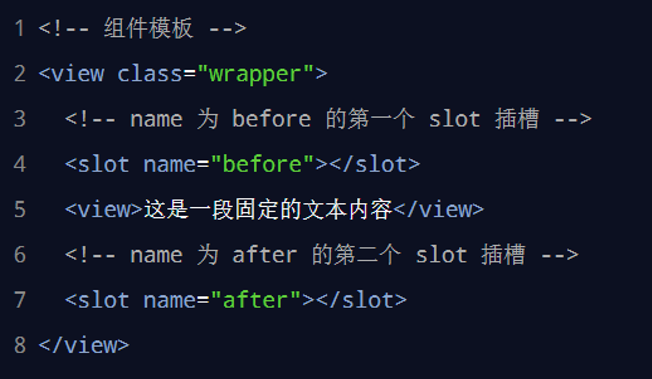 1 <!-- 组件模板 -->
2 <view class="wrapper">
3   <!-- name 为 before 的第一个 slot 插槽 -->
4   <slot name="before"></slot>
5   <view>这是一段固定的文本内容</view>
6   <!-- name 为 after 的第二个 slot 插槽 -->
7   <slot name="after"></slot>
8 </view>